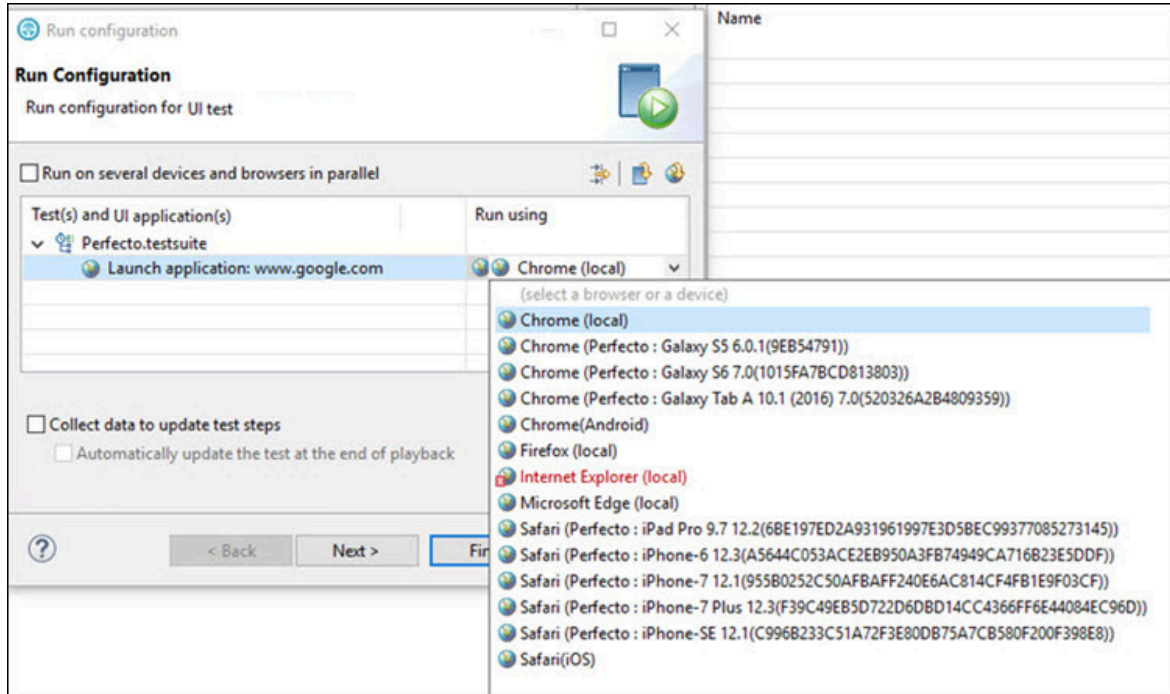 Run configuration
Name
Run Configuration
Run configuration for UI test
Run on several devices and browsers in parallel
Test(s) and UI application(s)
Run using
Perfecto.testsuite
Launch application: www.google.com
Chrome (local)
(select a browser or a device)
Chrome (local)
Chrome (Perfecto : Galaxy S5 6.0.1(9EB54791))
Chrome (Perfecto : Galaxy S6 7.0(1015FA7BCD813803))
Chrome (Perfecto : Galaxy Tab A 10.1 (2016) 7.0(520326A2B4809359))
Chrome(Android)
Firefox (local)
Internet Explorer (local)
Microsoft Edge (local)
Safari (Perfecto : iPad Pro 9.7 12.2(6BE197ED2A931961997E3D5BEC99377085273145))
Safari (Perfecto : iPhone-6 12.3(A5644C053ACE2EB950A3FB74949CA716B23E5DDF))
Safari (Perfecto : iPhone-7 12.1(955B0252C50AFBAFF240E6AC814CF4FB1E9F03CF))
Safari (Perfecto : iPhone-7 Plus 12.3(F39C49EB5D722D6DBD14CC4366FF6E44084EC96D))
Safari (Perfecto : iPhone-SE 12.1(C996B233C51A72F3E80DB75A7CB580F200F398E8))
Safari(iOS)
Collect data to update test steps
Automatically update the test at the end of playback
?
< Back
Next >
Fin